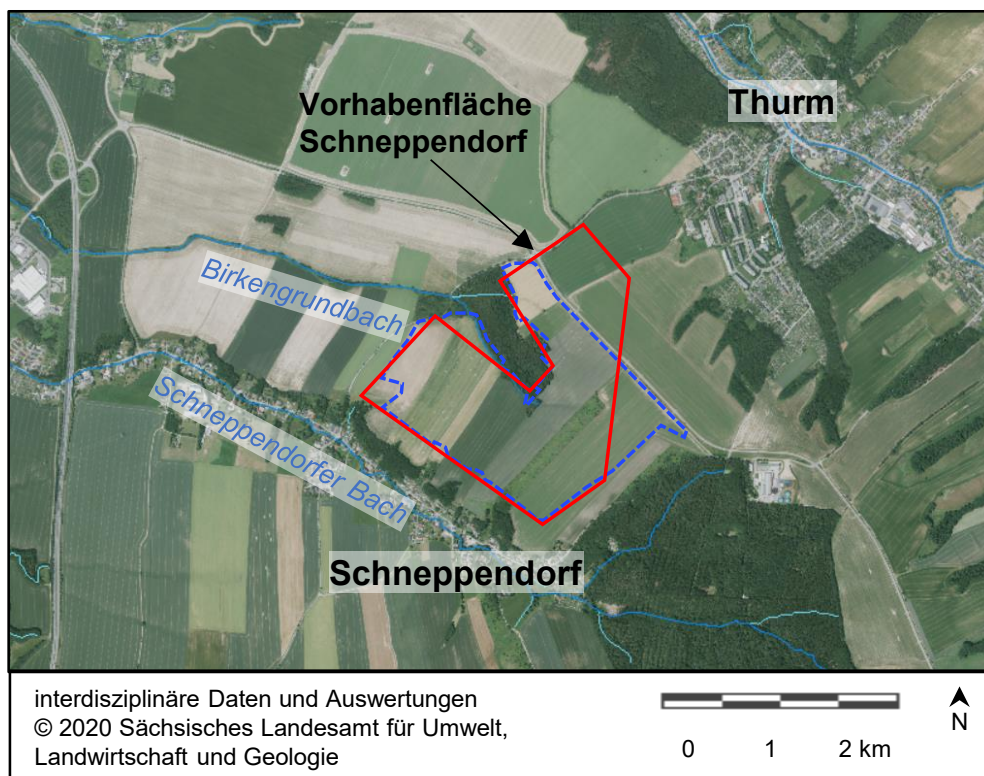 Thurm
Vorhabenfläche
Schneppendorf
Birkengrundbach
Schneppendorfer Bach
Schneppendorf
interdisziplinäre Daten und Auswertungen
© 2020 Sächsisches Landesamt für Umwelt,
Landwirtschaft und Geologie
0 1 2 km
N